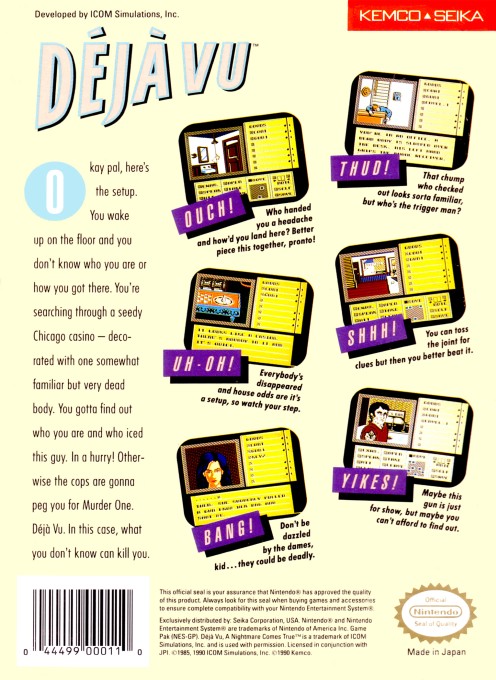 Developed by ICOM Simulations, Inc.
KEMCO▲SEIKA
DÉJÀ VU™
Okay pal, here's
the setup.
You wake
up on the floor and you
don't know who you are or
how you got there. You're
searching through a seedy
Chicago casino – deco-
rated with one somewhat
familiar but very dead
body. You gotta find out
who you are and who iced
this guy. In a hurry! Other-
wise the cops are gonna
peg you for Murder One.
Déjà Vu. In this case, what
you don't know can kill you.
OUCH!
Who handed
you a headache
and how'd you land here? Better
piece this together, pronto!
THUD!
That chump
who checked
out looks sorta familiar,
but who's the trigger man?
UH-OH!
Everybody's
disappeared
and house odds are it's
a setup, so watch your step.
SHHH!
You can toss
the joint for
clues but then you better beat it.
BANG!
Don't be
dazzled
by the dames,
kid...they could be deadly.
YIKES!
Maybe this
gun is just
for show, but maybe you
can't afford to find out.
This official seal is your assurance that Nintendo® has approved the quality
of this product. Always look for this seal when buying games and accessories
to ensure complete compatibility with your Nintendo Entertainment System®.
Exclusively distributed by: Seika Corporation, USA. Nintendo® and Nintendo
Entertainment System® are trademarks of Nintendo of America Inc. Game
Pak (NES-GP). Déjà Vu, A Nightmare Comes True™ is a trademark of ICOM
Simulations, Inc. and is used with permission. Licensed in conjunction with
JPI. ©1985, 1990 ICOM Simulations, Inc. ©1990 Kemco.
Official
Nintendo
Seal of Quality
Made in Japan
0 44499 00011 0